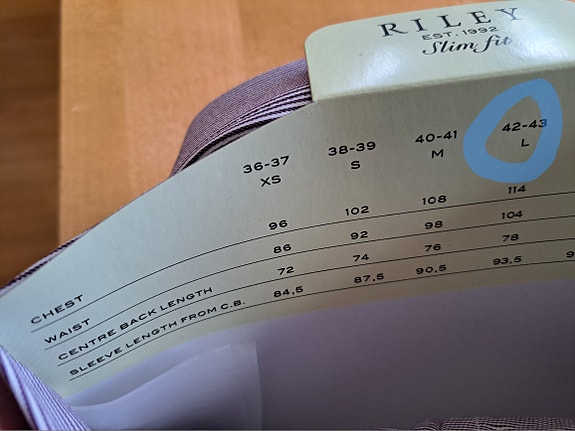 RILEY
EST. 1992
Slim fit
36-37 38-39 40-41 42-43
XS S M L
CHEST 96 102 108 114
WAIST 86 92 98 104
CENTRE BACK LENGTH 72 74 76 78
SLEEVE LENGTH FROM C.B. 84,5 87,5 90,5 93,5 9